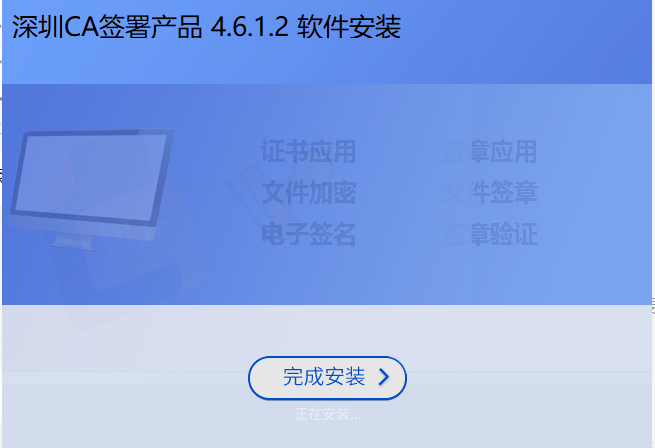 深圳CA签署产品 4.6.1.2 软件安装
证书应用 签章应用
文件加密 文件签章
电子签名 签章验证
完成安装
正在安装...